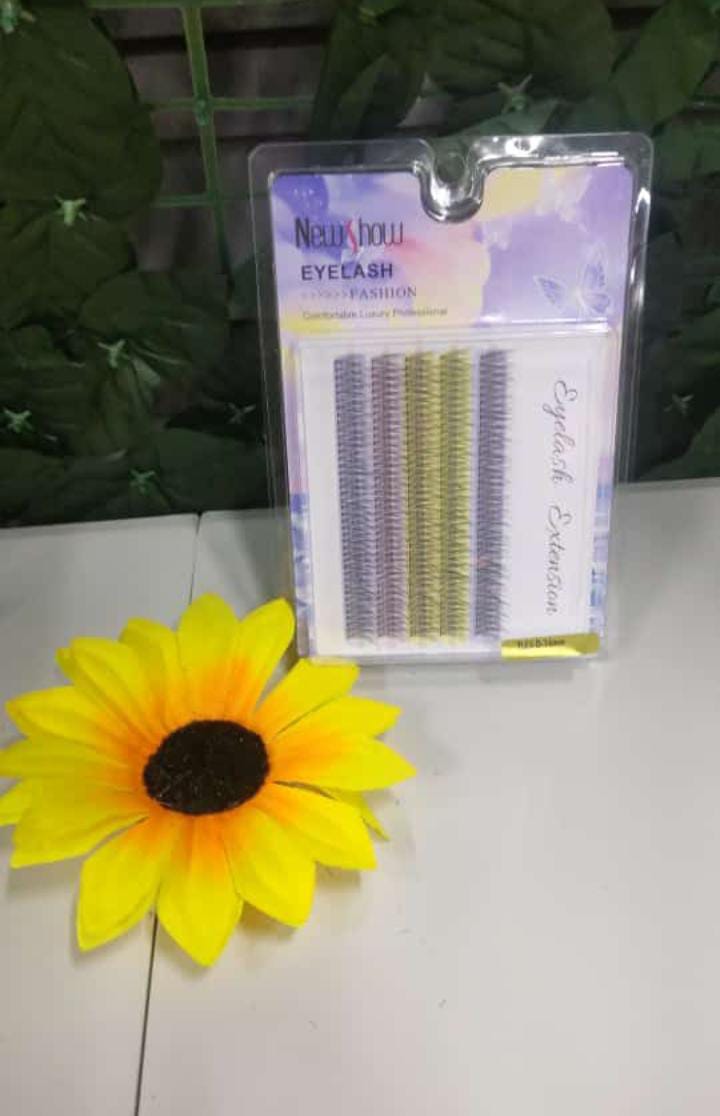 NewShow
EYELASH
>>>>>>FASHION
Comfortable Luxury Professional
Eyelash Extension